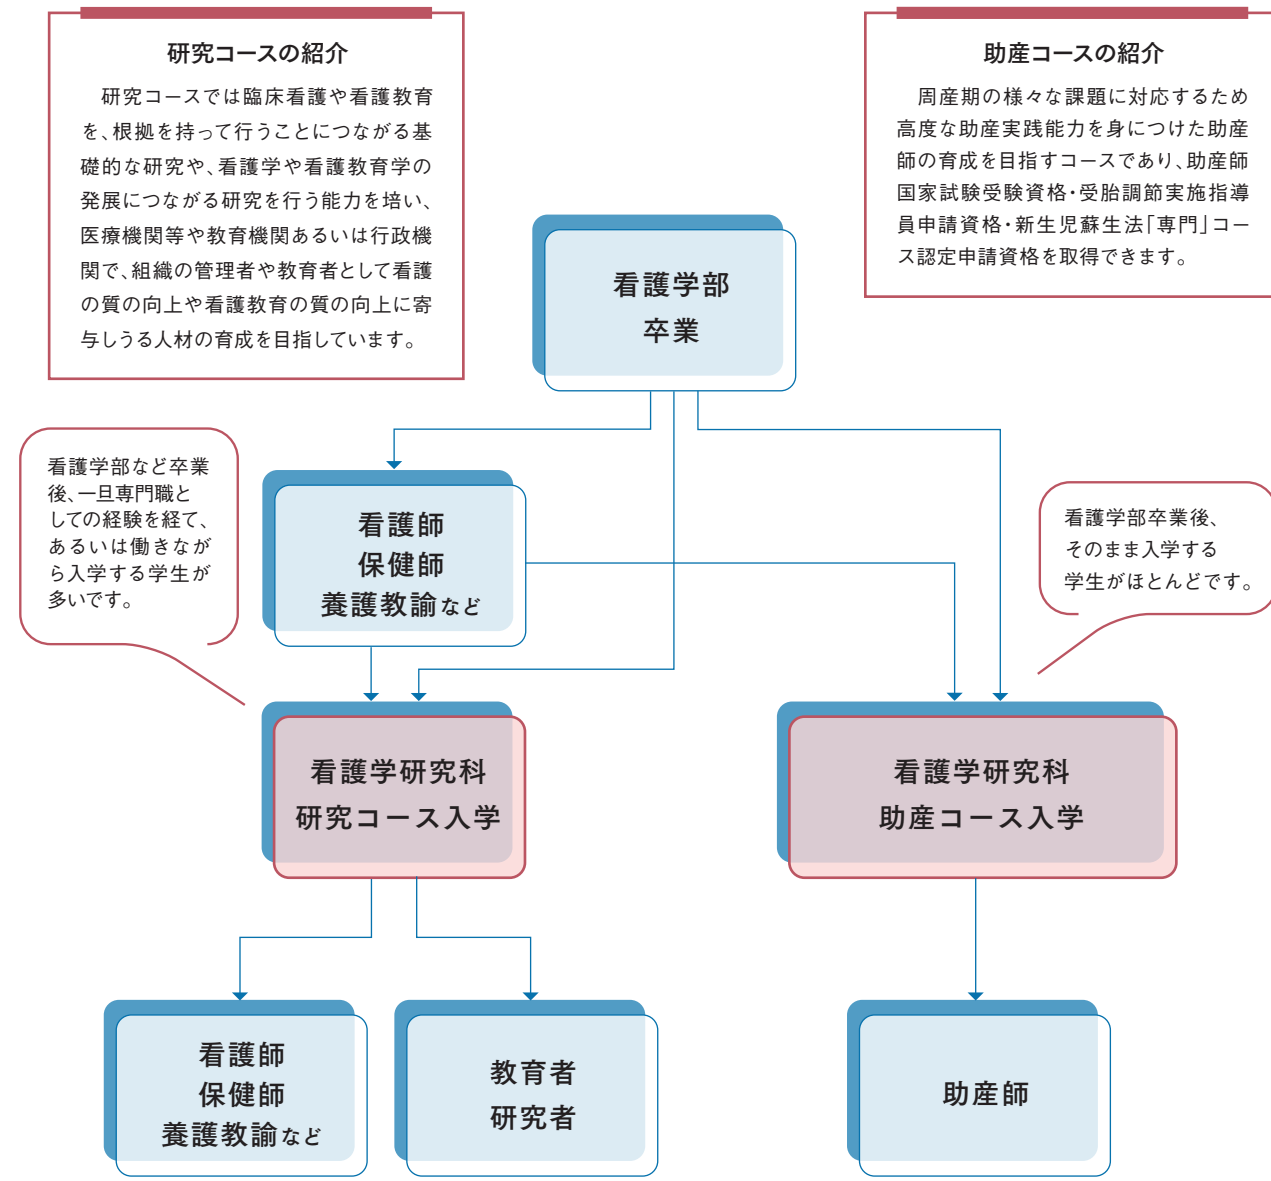 研究コースの紹介
研究コースでは臨床看護や看護教育
を、根拠を持って行うことにつながる基
礎的な研究や、看護学や看護教育学の
発展につながる研究を行う能力を培い、
医療機関等や教育機関あるいは行政機
関で、組織の管理者や教育者として看護
の質の向上や看護教育の質の向上に寄
与しうる人材の育成を目指しています。
助産コースの紹介
周産期の様々な課題に対応するため
高度な助産実践能力を身につけた助産
師の育成を目指すコースであり、助産師
国家試験受験資格・受胎調節実施指導
員申請資格・新生児蘇生法「専門」コー
ス認定申請資格を取得できます。
看護学部
卒業
看護学部など卒業
後、一旦専門職と
しての経験を経て、
あるいは働きなが
ら入学する学生が
多いです。
看護師
保健師
養護教諭など
看護学部卒業後、
そのまま入学する
学生がほとんどです。
看護学研究科
研究コース入学
看護学研究科
助産コース入学
看護師
保健師
養護教諭など
教育者
研究者
助産師